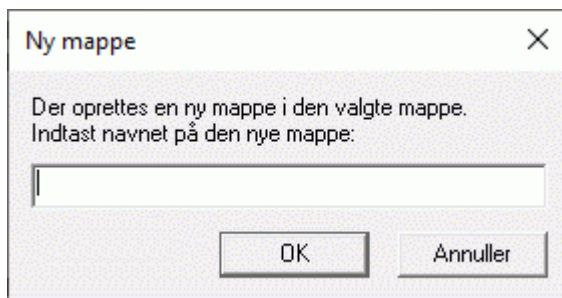 Ny mappe
Der oprettes en ny mappe i den valgte mappe.
Indtast navnet på den nye mappe:
OK
Annuller